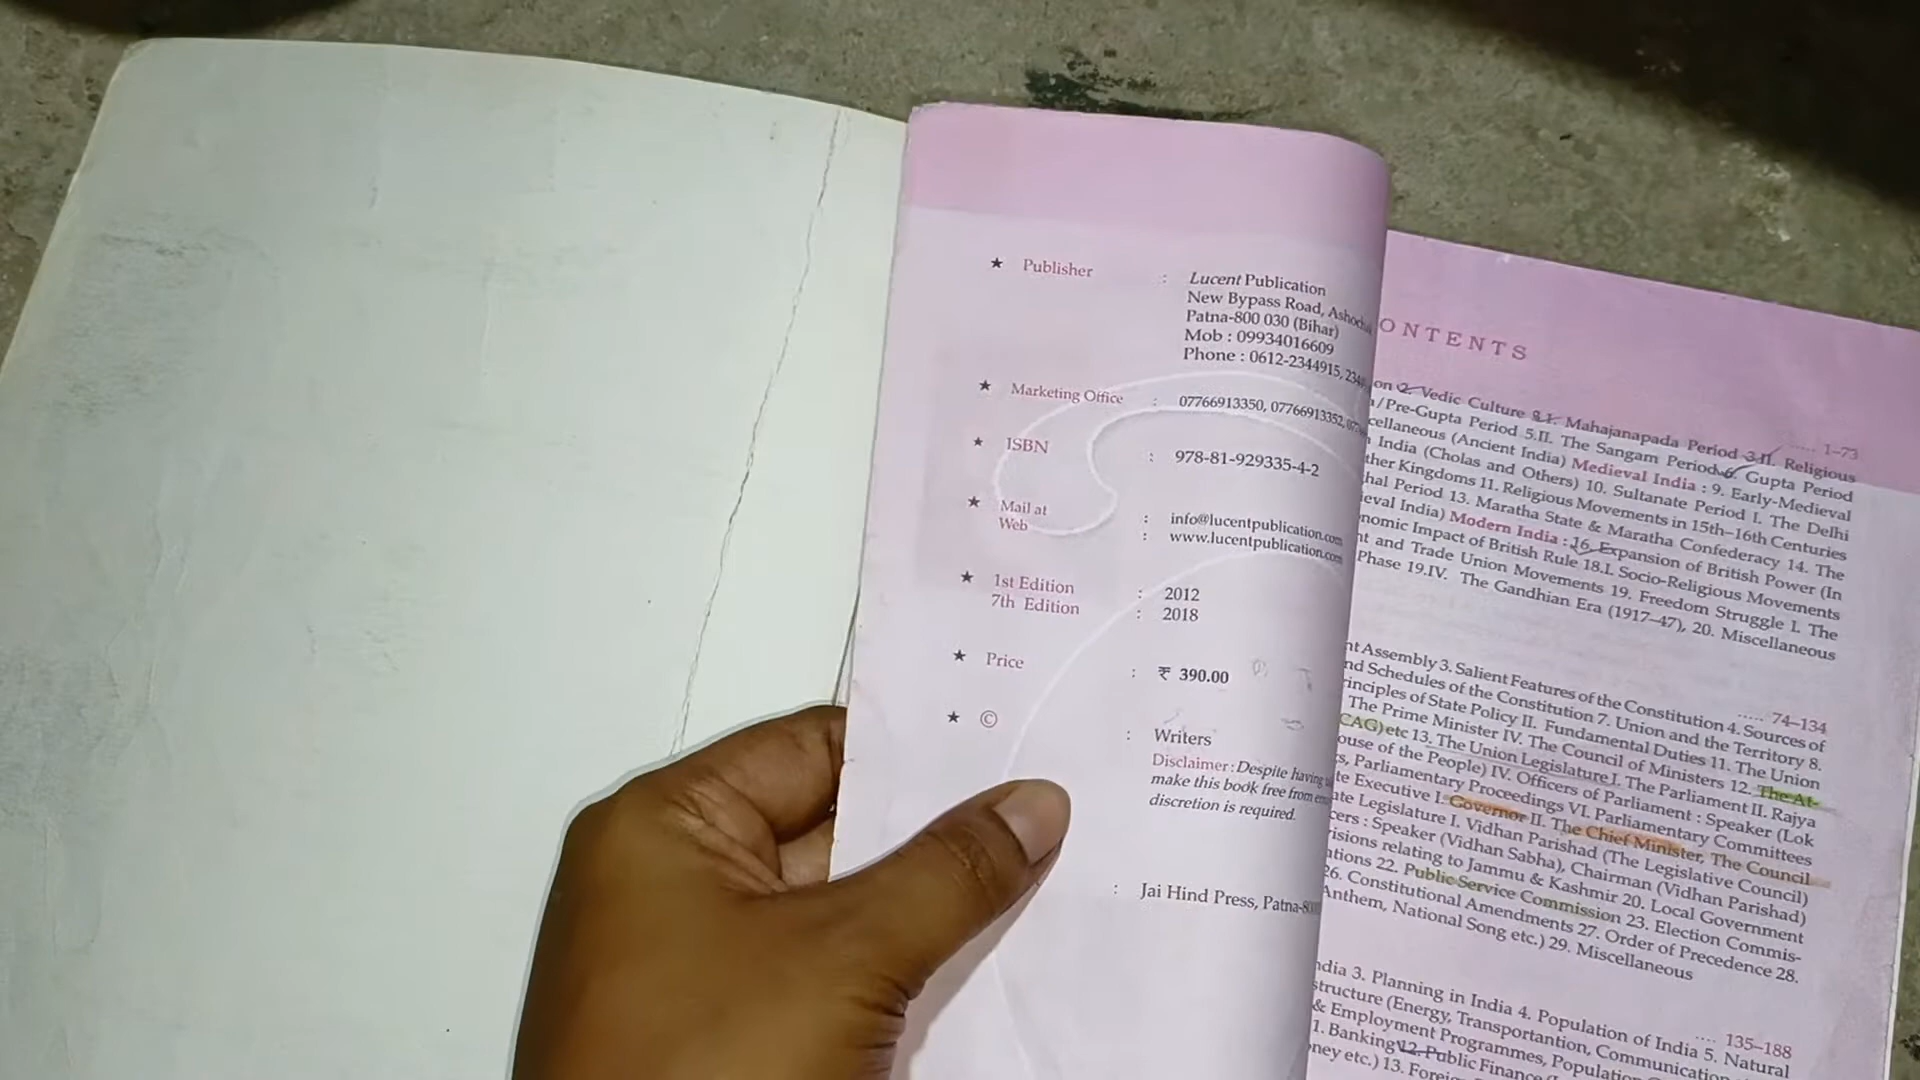 ★ Publisher : Lucent Publication
New Bypass Road,
Patna-800 030 (Bihar)
Mob : 09934016609
Phone : 0612-2344915,
★ Marketing Office : 07766913350, 07766913352,
★ ISBN : 978-81-929335-4-2
★ Mail at : info@lucentpublication.com
Web : www.lucentpublication.com
★ 1st Edition : 2012
7th Edition : 2018
★ Price : ₹ 390.00
★ © : Writers
Disclaimer : Despite having
make this book free from
discretion is required.
: Jai Hind Press,
ONTENTS
..... 1–73
on 2. Vedic Culture 3.I. Mahajanapada Period 3.II. Religious
/Pre-Gupta Period 5.II. The Sangam Period 6. Gupta Period
cellaneous (Ancient India) Medieval India : 9. Early-Medieval
India (Cholas and Others) 10. Sultanate Period I. The Delhi
ther Kingdoms 11. Religious Movements in 15th–16th Centuries
hal Period 13. Maratha State & Maratha Confederacy 14. The
ieval India) Modern India : 16. Expansion of British Power (In
nomic Impact of British Rule 18.I. Socio-Religious Movements
nt and Trade Union Movements 19. Freedom Struggle I. The
Phase 19.IV. The Gandhian Era (1917–47), 20. Miscellaneous
..... 74–134
nt Assembly 3. Salient Features of the Constitution 4. Sources of
nd Schedules of the Constitution 7. Union and the Territory 8.
rinciples of State Policy II. Fundamental Duties 11. The Union
The Prime Minister IV. The Council of Ministers 12. The At-
CAG) etc 13. The Union Legislature I. The Parliament II. Rajya
ouse of the People) IV. Officers of Parliament : Speaker (Lok
s, Parliamentary Proceedings VI. Parliamentary Committees
te Executive I. Governor II. The Chief Minister, The Council
ate Legislature I. Vidhan Parishad (The Legislative Council)
cers : Speaker (Vidhan Sabha), Chairman (Vidhan Parishad)
isions relating to Jammu & Kashmir 20. Local Government
ations 22. Public Service Commission 23. Election Commis-
26. Constitutional Amendments 27. Order of Precedence 28.
Anthem, National Song etc.) 29. Miscellaneous
.... 135–188
ndia 3. Planning in India 4. Population of India 5. Natural
structure (Energy, Transportantion, Communication
& Employment Programmes, Population
1. Banking 12. Public Finance
ney etc.) 13.